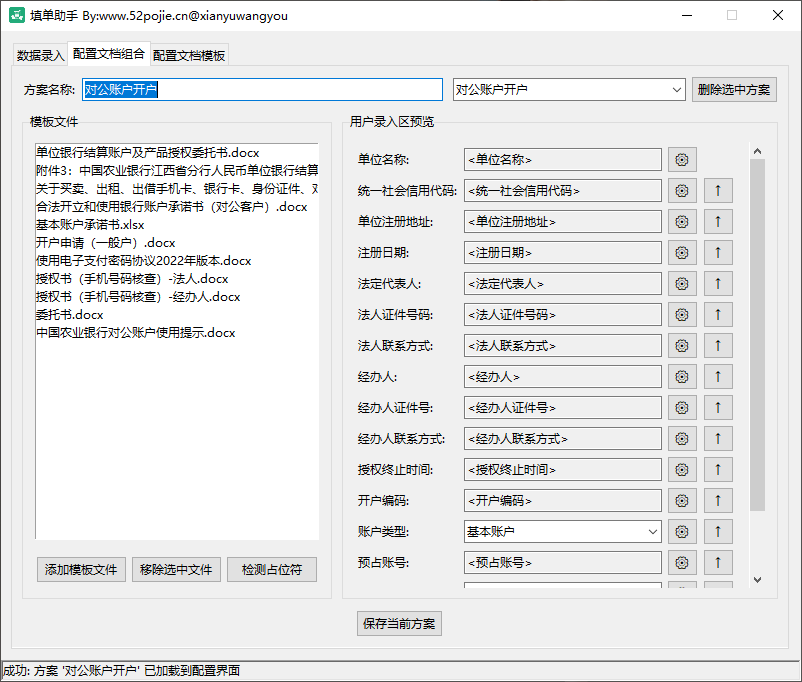 填单助手 By:www.52pojie.cn@xianyuwangyou
数据录入 配置文档组合 配置文档模板
方案名称: 对公账户开户 对公账户开户 删除选中方案
模板文件
单位银行结算账户及产品授权委托书.docx
附件3：中国农业银行江西省分行人民币单位银行结算
关于买卖、出租、出借手机卡、银行卡、身份证件、对
合法开立和使用银行账户承诺书（对公客户）.docx
基本账户承诺书.xlsx
开户申请（一般户）.docx
使用电子支付密码协议2022年版本.docx
授权书（手机号码核查）-法人.docx
授权书（手机号码核查）-经办人.docx
委托书.docx
中国农业银行对公账户使用提示.docx
添加模板文件 移除选中文件 检测占位符
用户录入区预览
单位名称: <单位名称>
统一社会信用代码: <统一社会信用代码> ↑
单位注册地址: <单位注册地址> ↑
注册日期: <注册日期> ↑
法定代表人: <法定代表人> ↑
法人证件号码: <法人证件号码> ↑
法人联系方式: <法人联系方式> ↑
经办人: <经办人> ↑
经办人证件号: <经办人证件号> ↑
经办人联系方式: <经办人联系方式> ↑
授权终止时间: <授权终止时间> ↑
开户编码: <开户编码> ↑
账户类型: 基本账户 ↑
预占账号: <预占账号> ↑
保存当前方案
成功: 方案 '对公账户开户' 已加载到配置界面